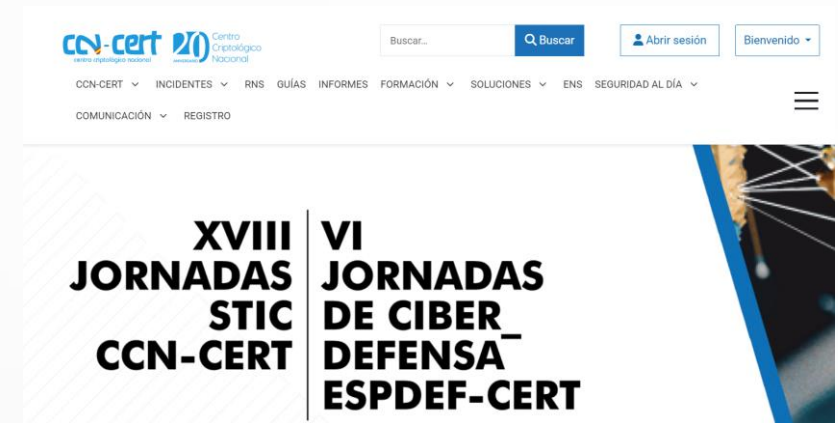 ccn-cert
centro criptológico nacional
20
ANIVERSARIO
Centro
Criptológico
Nacional
Buscar...
Buscar
Abrir sesión
Bienvenido
CCN-CERT
INCIDENTES
RNS
GUÍAS
INFORMES
FORMACIÓN
SOLUCIONES
ENS
SEGURIDAD AL DÍA
COMUNICACIÓN
REGISTRO
XVIII
JORNADAS
STIC
CCN-CERT
VI
JORNADAS
DE CIBER_
DEFENSA
ESPDEF-CERT